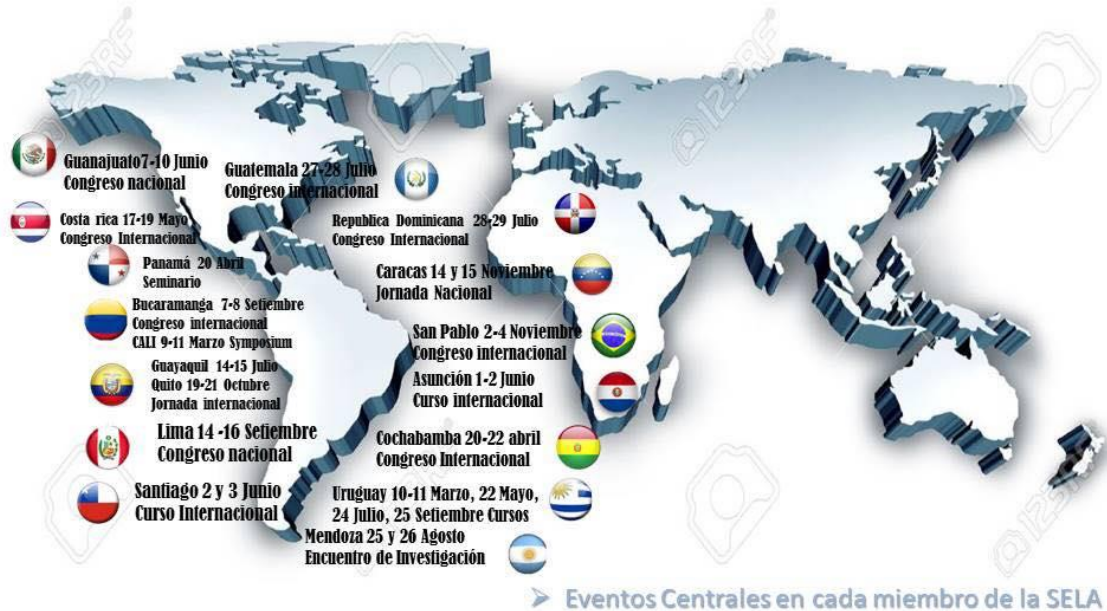 Guanajuato7-10 Junio
Congreso nacional
Guatemala 27-28 Julio
Congreso internacional
Costa rica 17-19 Mayo
Congreso Internacional
Republica Dominicana 28-29 Julio
Congreso Internacional
Panamá 20 Abril
Seminario
Caracas 14 y 15 Noviembre
Jornada Nacional
Bucaramanga 7-8 Setiembre
Congreso internacional
CALI 9-11 Marzo Symposium
San Pablo 2-4 Noviembre
Congreso internacional
Guayaquil 14-15 Julio
Quito 19-21 Octubre
Jornada internacional
Asunción 1-2 Junio
Curso internacional
Lima 14 -16 Setiembre
Congreso nacional
Cochabamba 20-22 abril
Congreso Internacional
Santiago 2 y 3 Junio
Curso Internacional
Uruguay 10-11 Marzo, 22 Mayo,
24 Julio, 25 Setiembre Cursos
Mendoza 25 y 26 Agosto
Encuentro de Investigación
➢ Eventos Centrales en cada miembro de la SELA
123RF
123RF
123RF
123RF